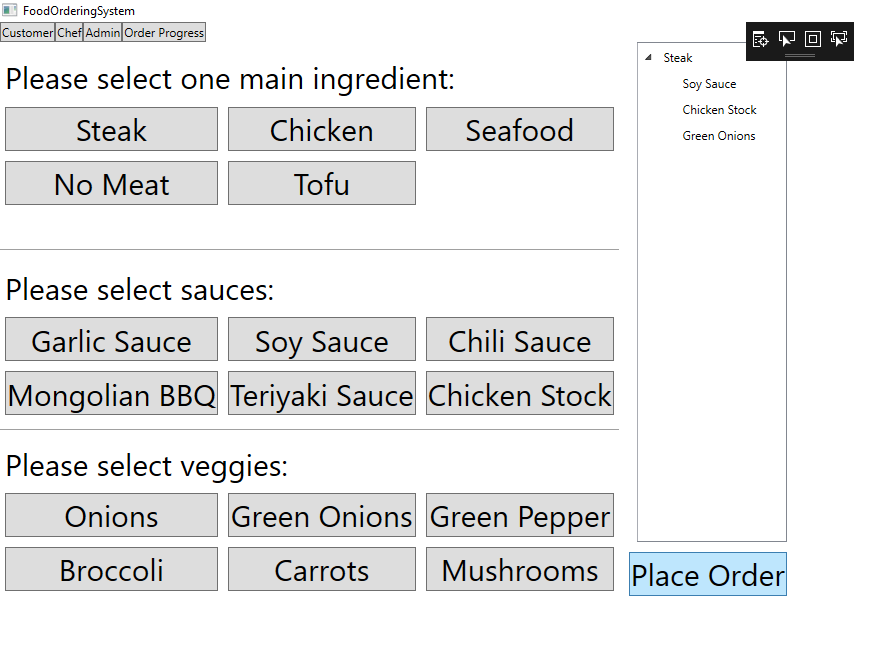 FoodOrderingSystem
Customer Chef Admin Order Progress
Please select one main ingredient:
Steak Chicken Seafood
No Meat Tofu
Please select sauces:
Garlic Sauce Soy Sauce Chili Sauce
Mongolian BBQ Teriyaki Sauce Chicken Stock
Please select veggies:
Onions Green Onions Green Pepper
Broccoli Carrots Mushrooms
Steak
Soy Sauce
Chicken Stock
Green Onions
Place Order